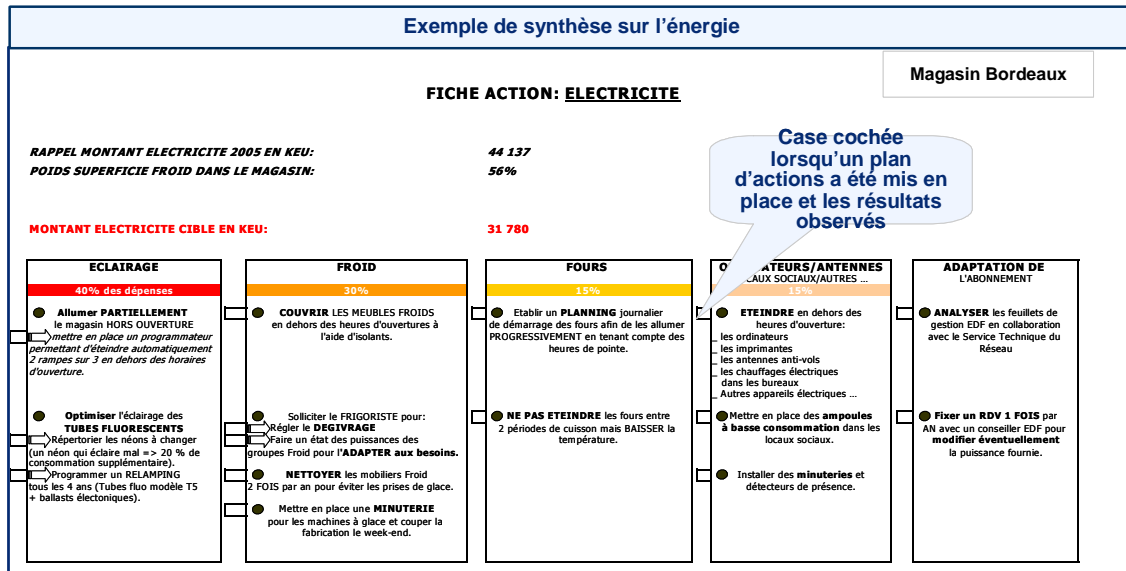 Exemple de synthèse sur l'énergie
Magasin Bordeaux
FICHE ACTION: ELECTRICITE
RAPPEL MONTANT ELECTRICITE 2005 EN KEU: 44 137
POIDS SUPERFICIE FROID DANS LE MAGASIN: 56%
Case cochée
lorsqu'un plan
d'actions a été mis en
place et les résultats
observés
MONTANT ELECTRICITE CIBLE EN KEU: 31 780
ECLAIRAGE
40% des dépenses
Allumer PARTIELLEMENT
le magasin HORS OUVERTURE
mettre en place un programmateur
permettant d'éteindre automatiquement
2 rampes sur 3 en dehors des horaires
d'ouverture.
Optimiser l'éclairage des
TUBES FLUORESCENTS
Répertorier les néons à changer
(un néon qui éclaire mal => 20 % de
consommation supplémentaire).
Programmer un RELAMPING
tous les 4 ans (Tubes fluo modèle T5
+ ballasts électoniques).
FROID
30%
COUVRIR LES MEUBLES FROIDS
en dehors des heures d'ouvertures à
l'aide d'isolants.
Solliciter le FRIGORISTE pour:
Régler le DEGIVRAGE
Faire un état des puissances des
groupes Froid pour l'ADAPTER aux besoins.
NETTOYER les mobiliers Froid
2 FOIS par an pour éviter les prises de glace.
Mettre en place une MINUTERIE
pour les machines à glace et couper la
fabrication le week-end.
FOURS
15%
Etablir un PLANNING journalier
de démarrage des fours afin de les allumer
PROGRESSIVEMENT en tenant compte des
heures de pointe.
NE PAS ETEINDRE les fours entre
2 périodes de cuisson mais BAISSER la
température.
ATEURS/ANTENNES
CAUX SOCIAUX/AUTRES ...
15%
ETEINDRE en dehors des
heures d'ouverture:
_ les ordinateurs
_ les imprimantes
_ les antennes anti-vols
_ les chauffages électriques
dans les bureaux
_ Autres appareils électriques ...
Mettre en place des ampoules
à basse consommation dans les
locaux sociaux.
Installer des minuteries et
détecteurs de présence.
ADAPTATION DE
L'ABONNEMENT
ANALYSER les feuillets de
gestion EDF en collaboration
avec le Service Technique du
Réseau
Fixer un RDV 1 FOIS par
AN avec un conseiller EDF pour
modifier éventuellement
la puissance fournie.